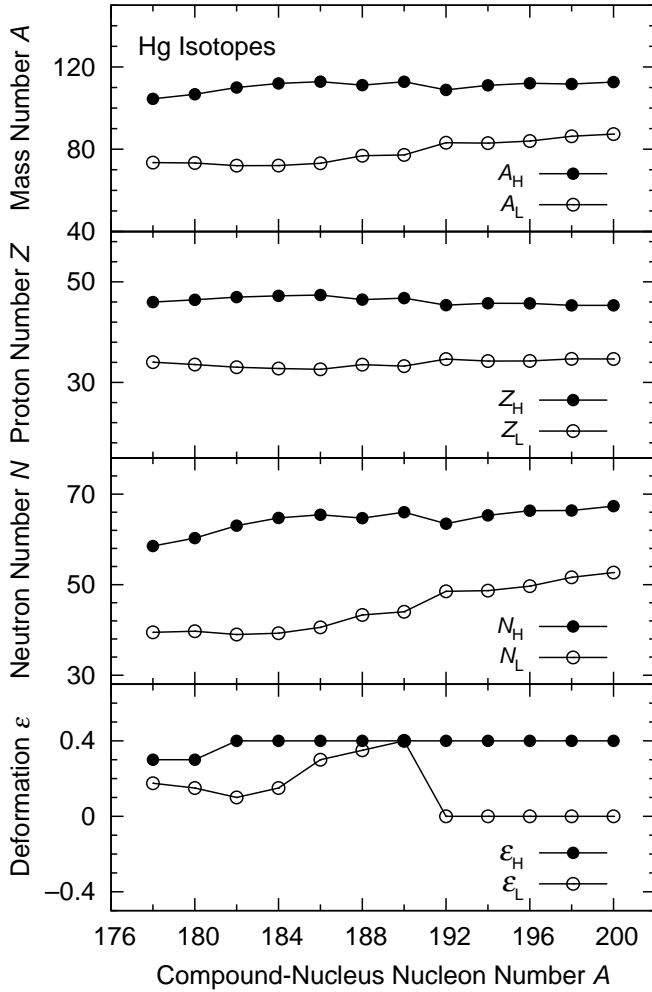 Hg Isotopes
Mass Number A
120
80
40
A_H
A_L
Proton Number Z
50
30
Z_H
Z_L
Neutron Number N
70
50
30
N_H
N_L
Deformation ε
0.4
0
−0.4
ε_H
ε_L
176 180 184 188 192 196 200
Compound-Nucleus Nucleon Number A